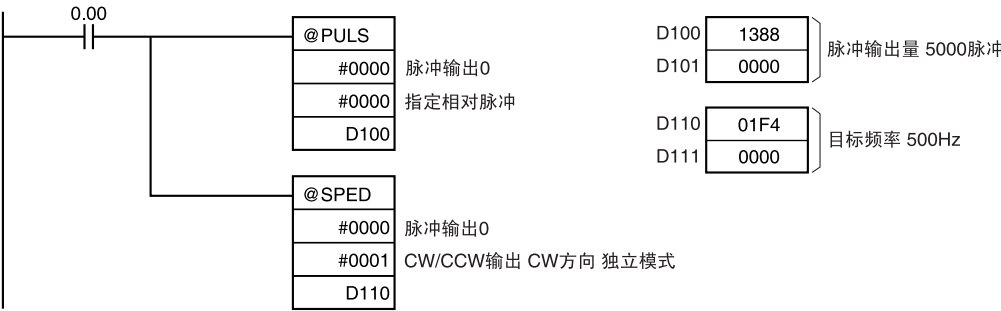 0.00
@PULS
#0000 脉冲输出0
#0000 指定相对脉冲
D100
@SPED
#0000 脉冲输出0
#0001 CW/CCW输出 CW方向 独立模式
D110
D100 1388
D101 0000
脉冲输出量 5000脉冲
D110 01F4
D111 0000
目标频率 500Hz